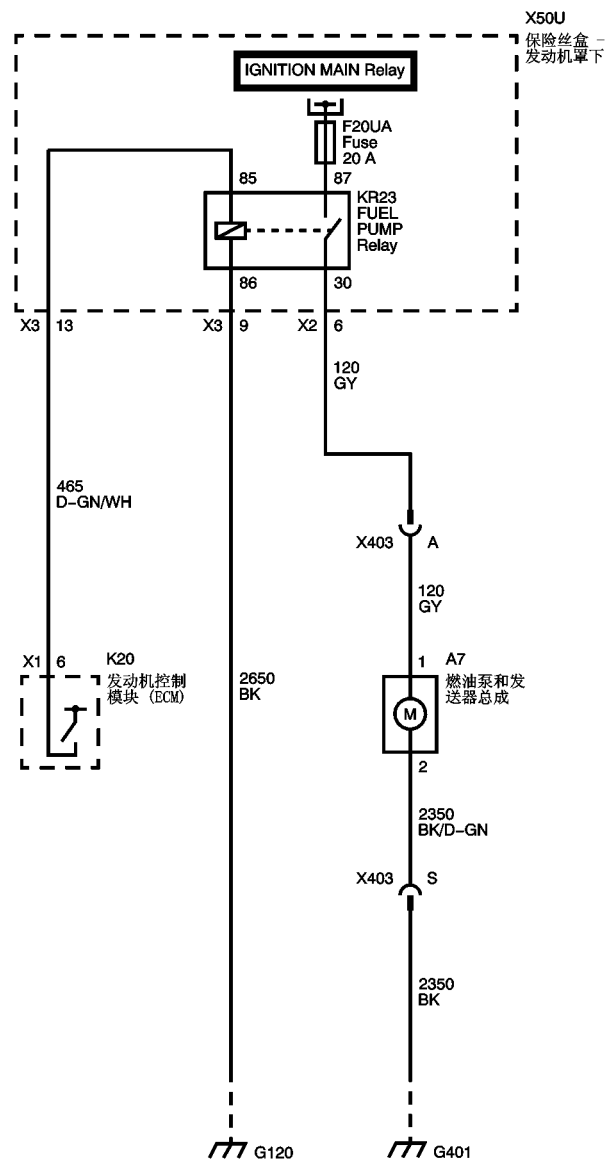 X50U
保险丝盒 -
发动机罩下
IGNITION MAIN Relay
F20UA
Fuse
20 A
85
87
KR23
FUEL
PUMP
Relay
86
30
X3 13
X3 9
X2 6
120
GY
465
D-GN/WH
X403 A
120
GY
X1 6
K20
发动机控制
模块 (ECM)
2650
BK
1
A7
燃油泵和发
送器总成
M
2
2350
BK/D-GN
X403 S
2350
BK
G120
G401